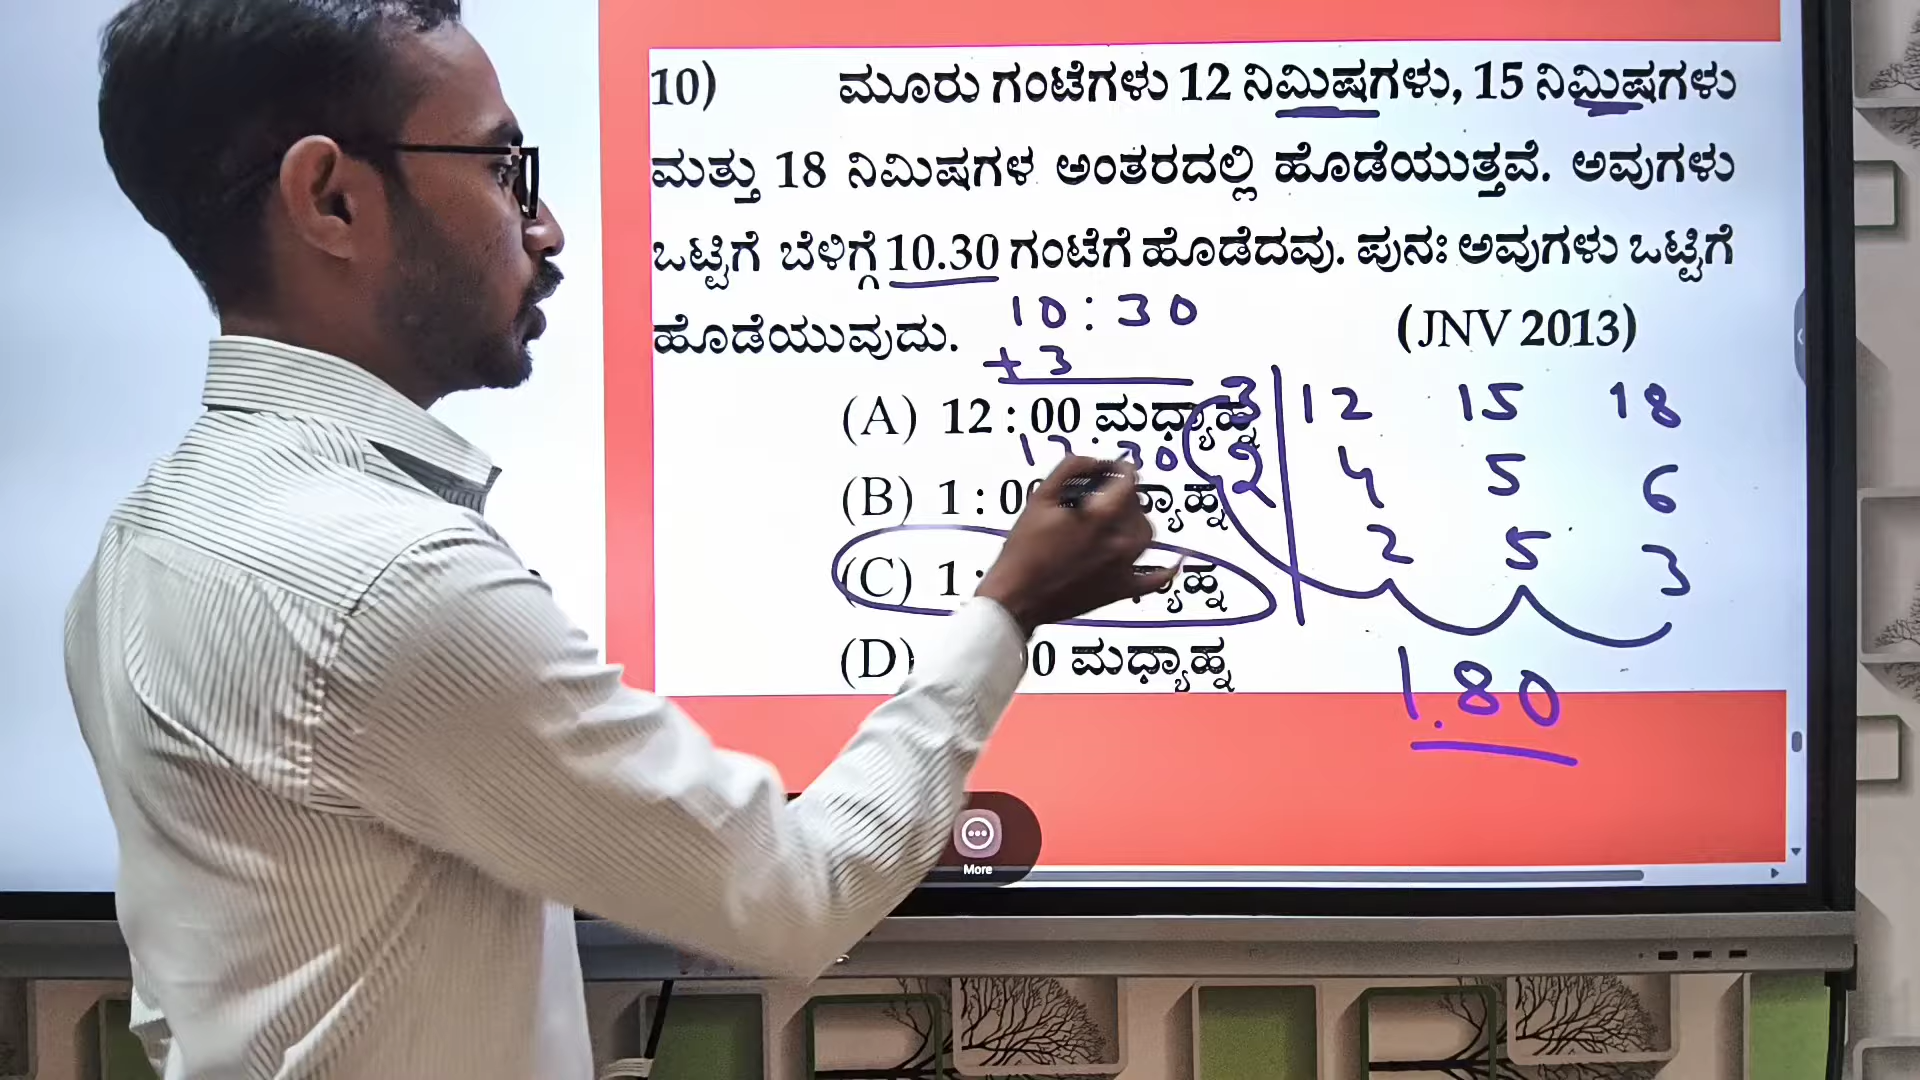 10) ಮೂರು ಗಂಟೆಗಳು 12 ನಿಮಿಷಗಳು, 15 ನಿಮಿಷಗಳು
ಮತ್ತು 18 ನಿಮಿಷಗಳ ಅಂತರದಲ್ಲಿ ಹೊಡೆಯುತ್ತವೆ. ಅವುಗಳು
ಒಟ್ಟಿಗೆ ಬೆಳಿಗ್ಗೆ 10.30 ಗಂಟೆಗೆ ಹೊಡೆದವು. ಪುನಃ ಅವುಗಳು ಒಟ್ಟಿಗೆ
ಹೊಡೆಯುವುದು. (JNV 2013)
10:30
+3
(A) 12 : 00 ಮಧ್ಯಾಹ್ನ
(B) 1 : 00
(C) 1 :
(D) 0 ಮಧ್ಯಾಹ್ನ
3 12 15 18
2 4 5 6
2 5 3
180
More